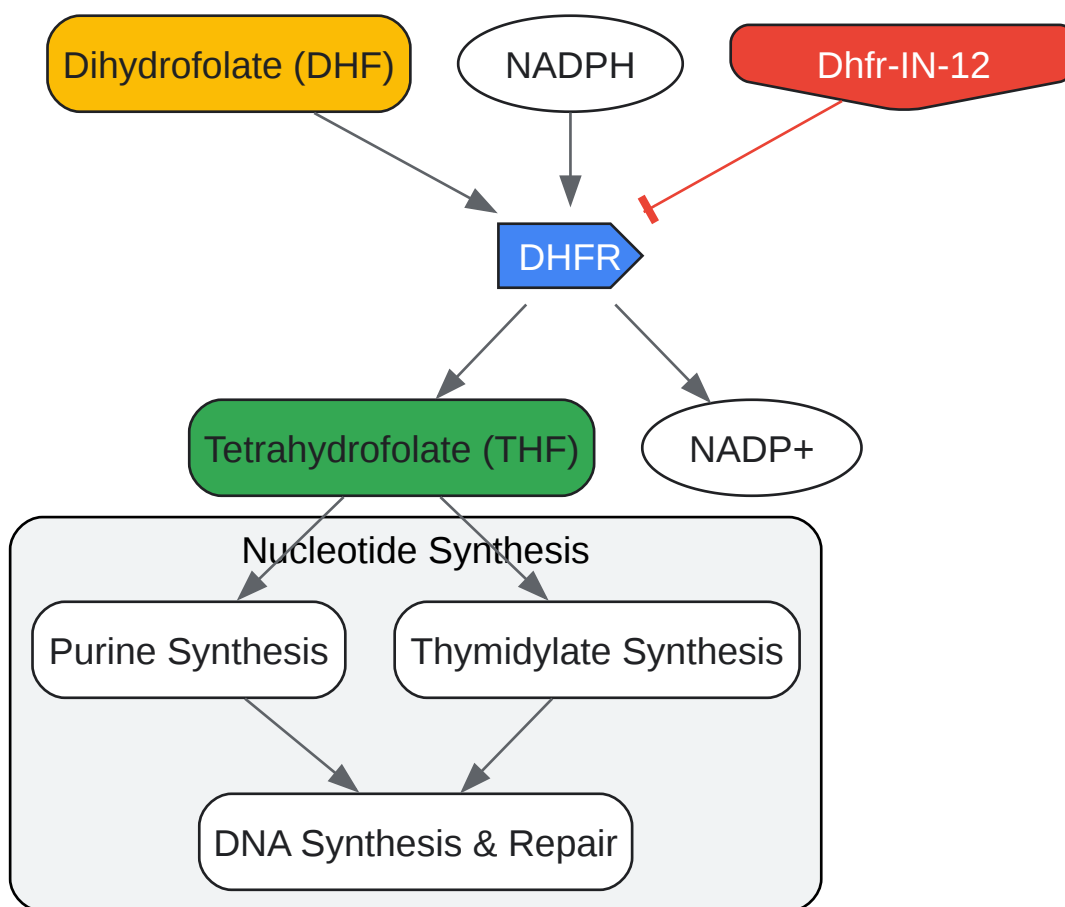 Dihydrofolate (DHF)
NADPH
Dhfr-IN-12
DHFR
Tetrahydrofolate (THF)
NADP+
Nucleotide Synthesis
Purine Synthesis
Thymidylate Synthesis
DNA Synthesis & Repair